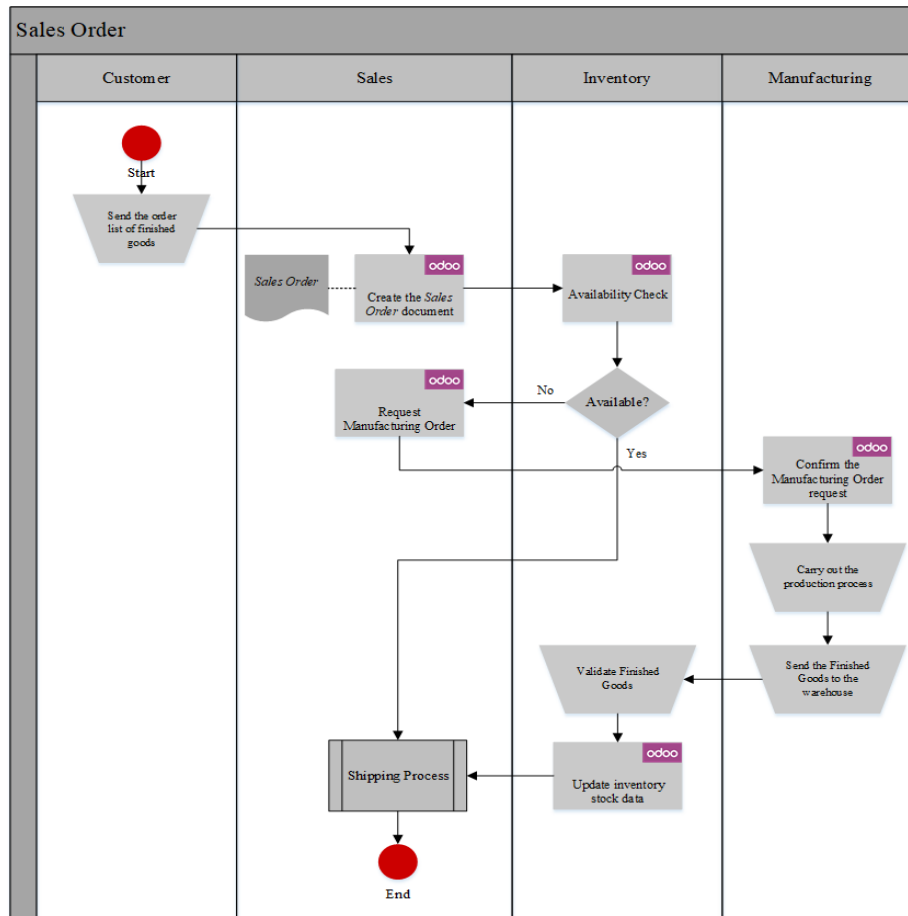 Sales Order
Customer
Sales
Inventory
Manufacturing
Start
Send the order
list of finished
goods
Sales Order
odoo
Create the Sales
Order document
odoo
Availability Check
odoo
Request
Manufacturing Order
No
Available?
Yes
odoo
Confirm the
Manufacturing Order
request
Carry out the
production process
Validate Finished
Goods
Send the Finished
Goods to the
warehouse
Shipping Process
odoo
Update inventory
stock data
End